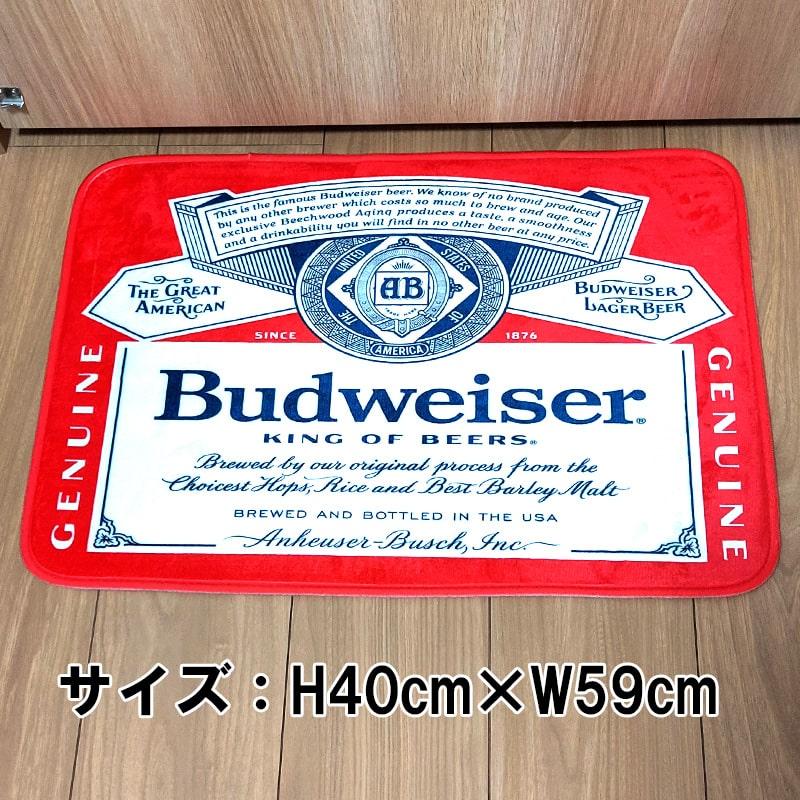 This is the famous Budweiser beer. We know of no brand produced
by any other brewer which costs so much to brew and age. Our
exclusive Beechwood Aging produces a taste, a smoothness
and a drinkability you will find in no other beer at any price.
THE GREAT
AMERICAN
THE UNITED STATES OF
AB
TRADE MARK
AMERICA
BUDWEISER
LAGER BEER
SINCE
1876
GENUINE
GENUINE
Budweiser®
KING OF BEERS®
Brewed by our original process from the
Choicest Hops, Rice and Best Barley Malt
BREWED AND BOTTLED IN THE USA
Anheuser-Busch, Inc.
サイズ：H40cm×W59cm